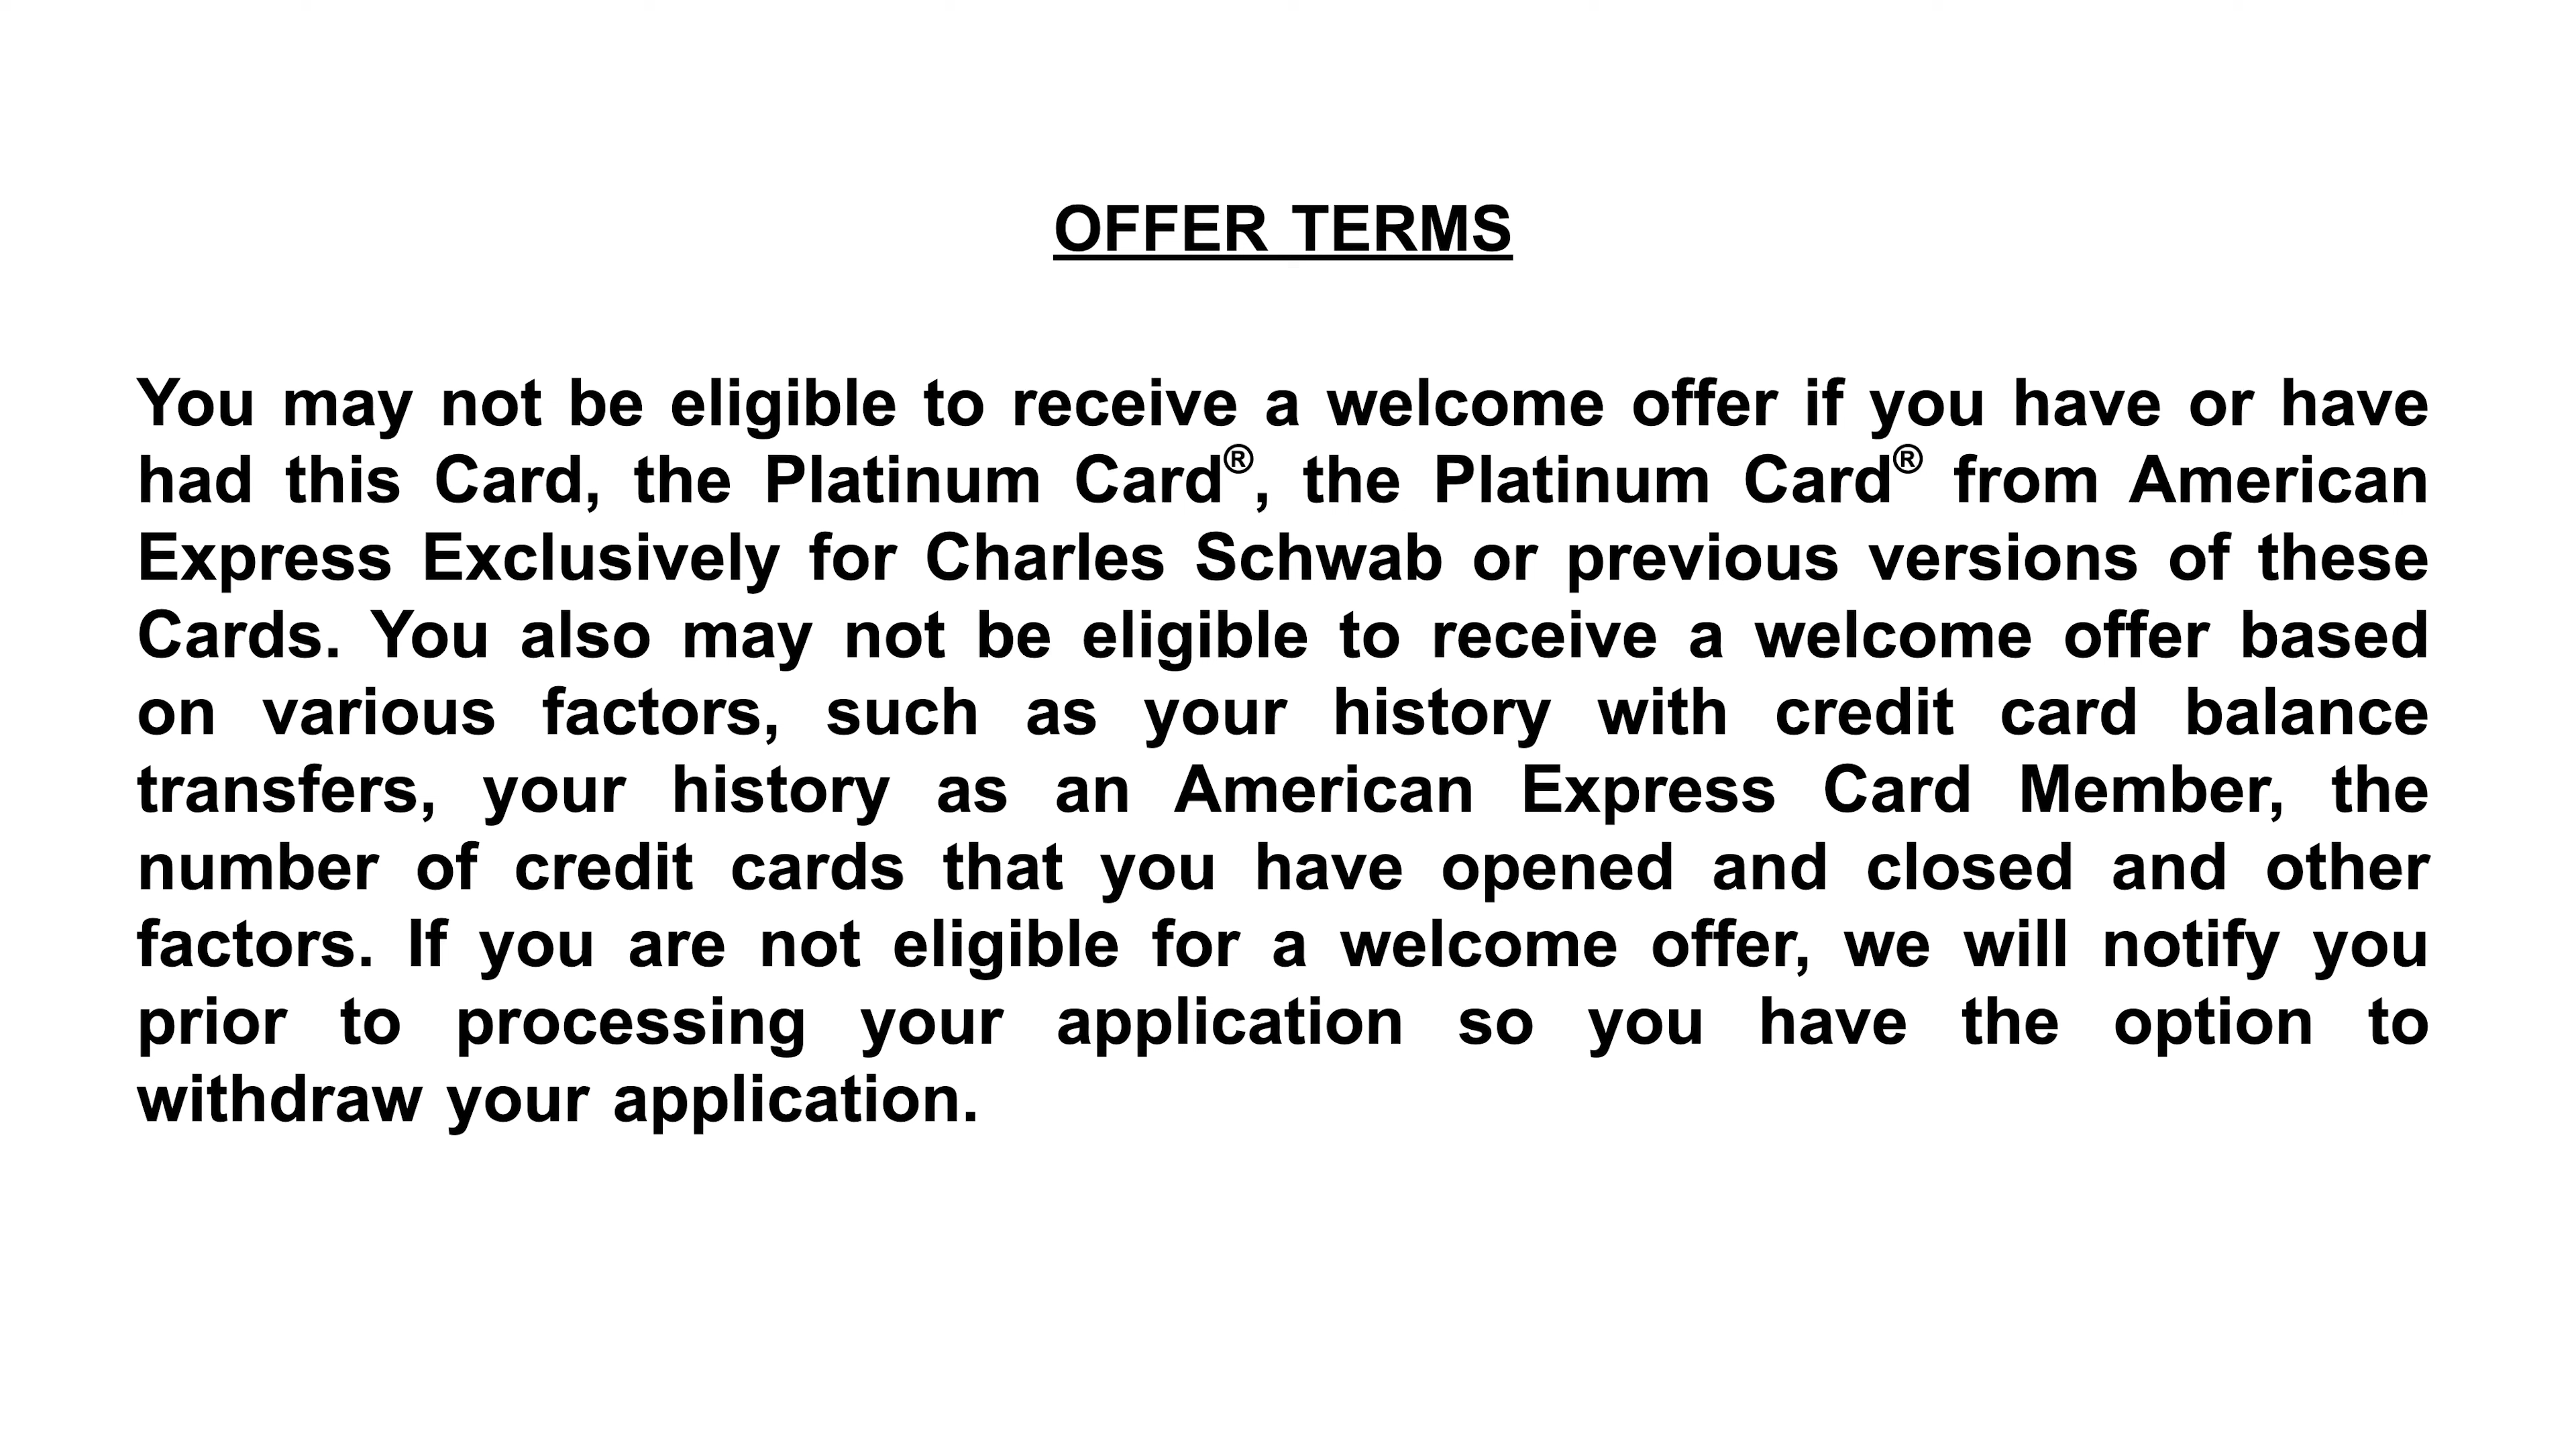 OFFER TERMS
You may not be eligible to receive a welcome offer if you have or have
had this Card, the Platinum Card®, the Platinum Card® from American
Express Exclusively for Charles Schwab or previous versions of these
Cards. You also may not be eligible to receive a welcome offer based
on various factors, such as your history with credit card balance
transfers, your history as an American Express Card Member, the
number of credit cards that you have opened and closed and other
factors. If you are not eligible for a welcome offer, we will notify you
prior to processing your application so you have the option to
withdraw your application.